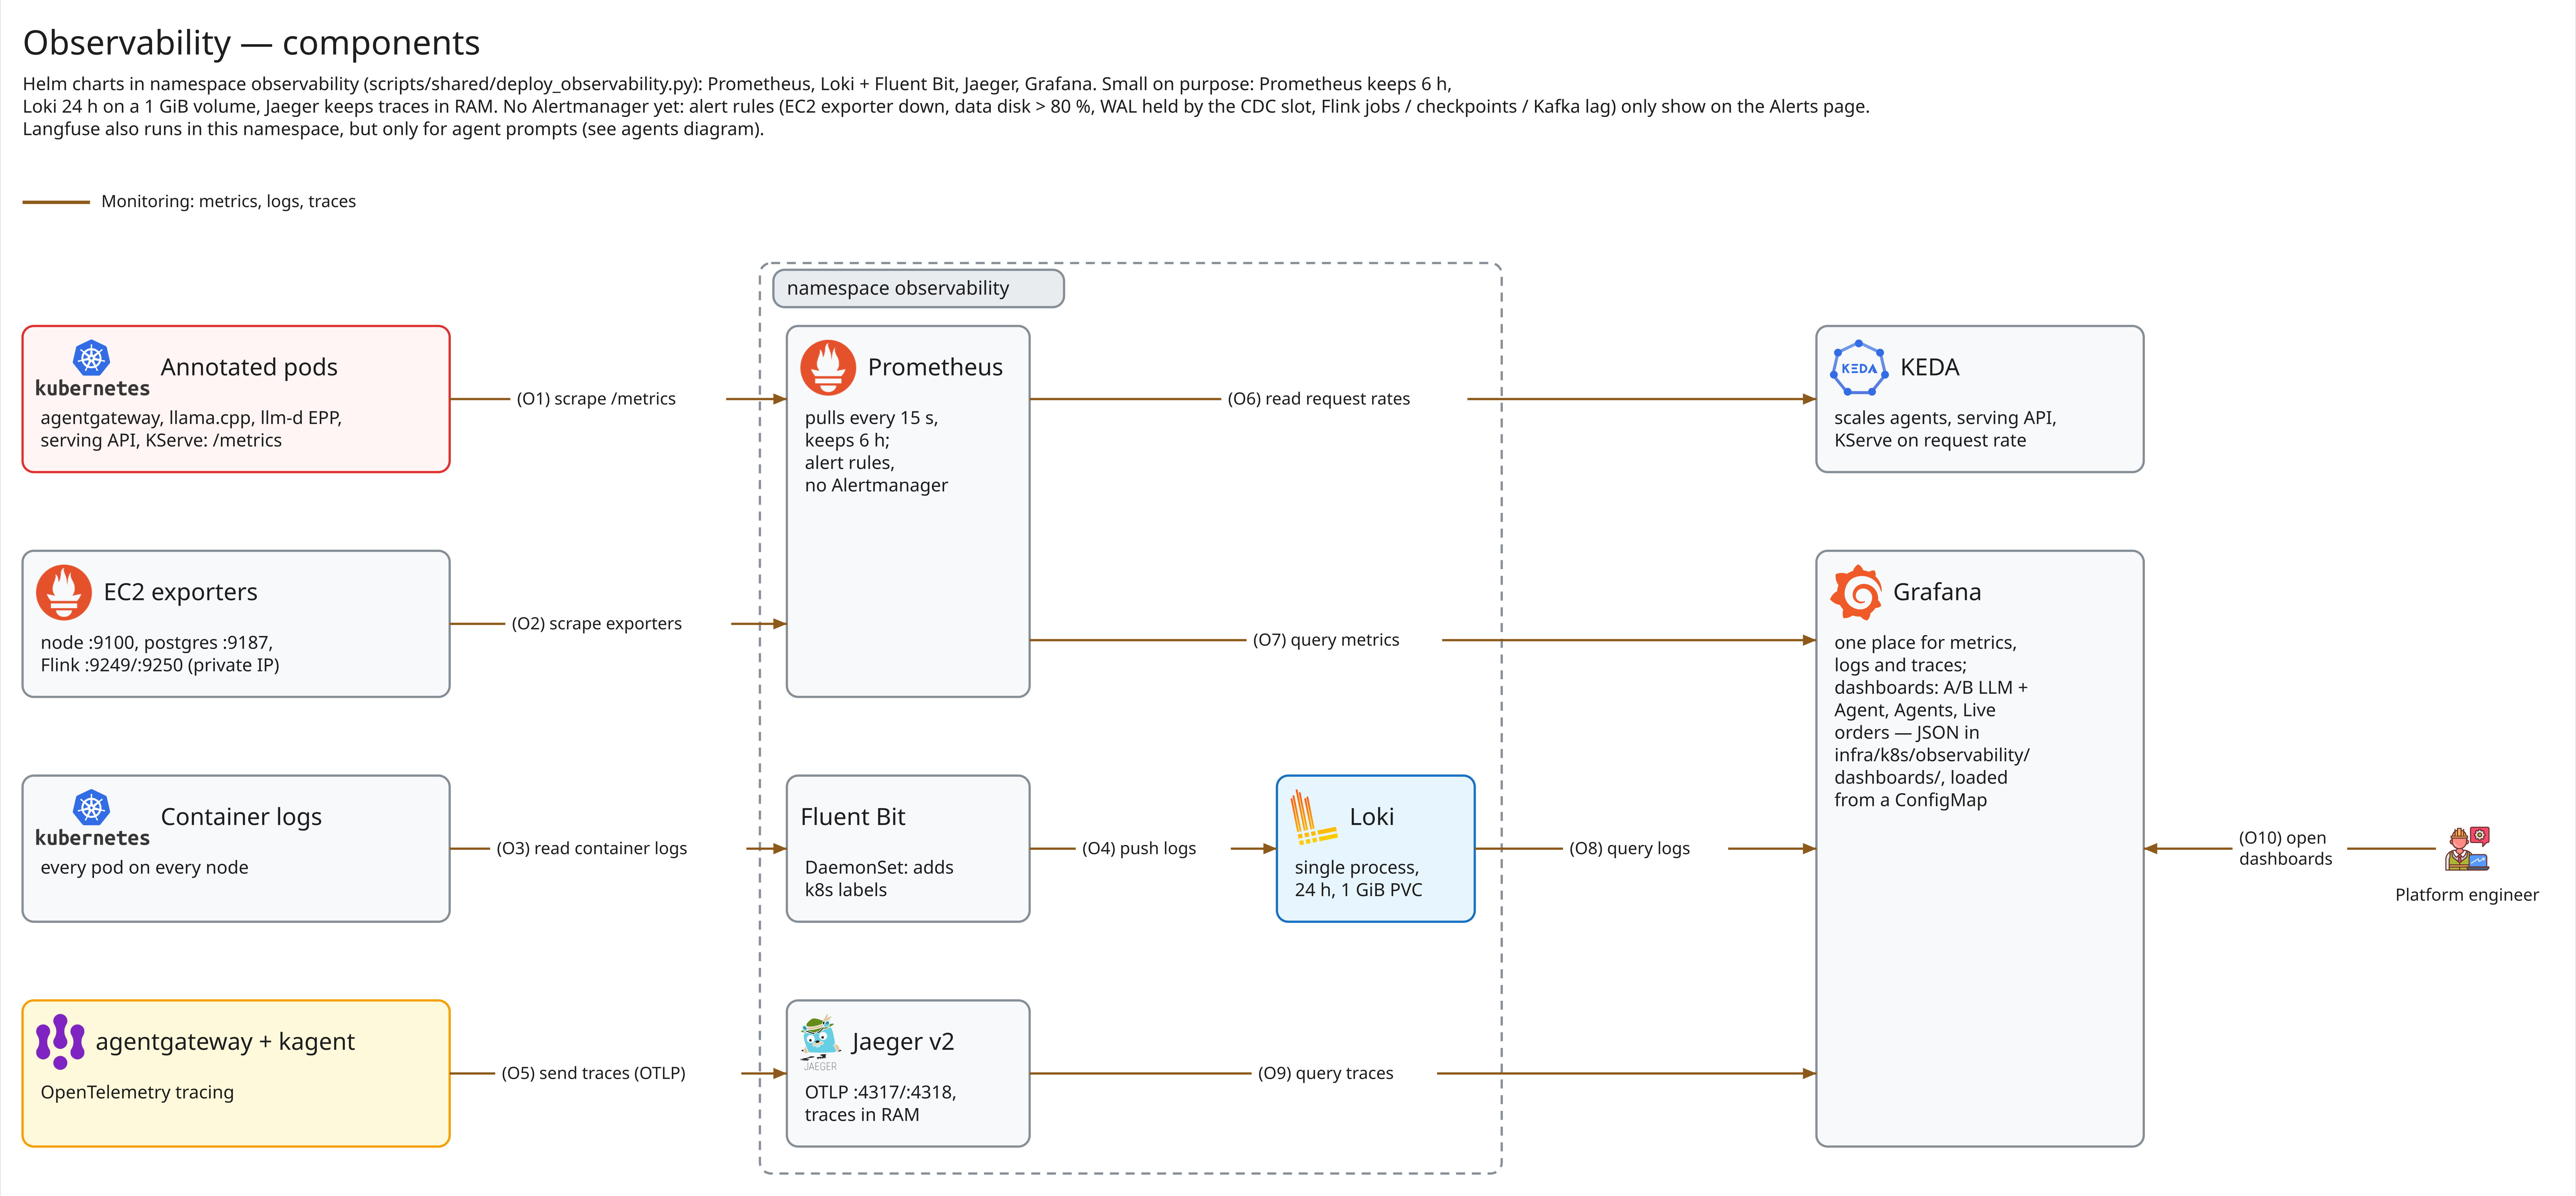 Observability — components
Helm charts in namespace observability (scripts/shared/deploy_observability.py): Prometheus, Loki + Fluent Bit, Jaeger, Grafana. Small on purpose: Prometheus keeps 6 h,
Loki 24 h on a 1 GiB volume, Jaeger keeps traces in RAM. No Alertmanager yet: alert rules (EC2 exporter down, data disk > 80 %, WAL held by the CDC slot, Flink jobs / checkpoints / Kafka lag) only show on the Alerts page.
Langfuse also runs in this namespace, but only for agent prompts (see agents diagram).
Monitoring: metrics, logs, traces
namespace observability
kubernetes
Annotated pods
agentgateway, llama.cpp, llm-d EPP,
serving API, KServe: /metrics
(O1) scrape /metrics
Prometheus
pulls every 15 s,
keeps 6 h;
alert rules,
no Alertmanager
(O6) read request rates
KEDA
KEDA
scales agents, serving API,
KServe on request rate
EC2 exporters
node :9100, postgres :9187,
Flink :9249/:9250 (private IP)
(O2) scrape exporters
(O7) query metrics
Grafana
one place for metrics,
logs and traces;
dashboards: A/B LLM +
Agent, Agents, Live
orders — JSON in
infra/k8s/observability/
dashboards/, loaded
from a ConfigMap
kubernetes
Container logs
every pod on every node
(O3) read container logs
Fluent Bit
DaemonSet: adds
k8s labels
(O4) push logs
Loki
single process,
24 h, 1 GiB PVC
(O8) query logs
(O10) open
dashboards
Platform engineer
agentgateway + kagent
OpenTelemetry tracing
(O5) send traces (OTLP)
JAEGER
Jaeger v2
OTLP :4317/:4318,
traces in RAM
(O9) query traces